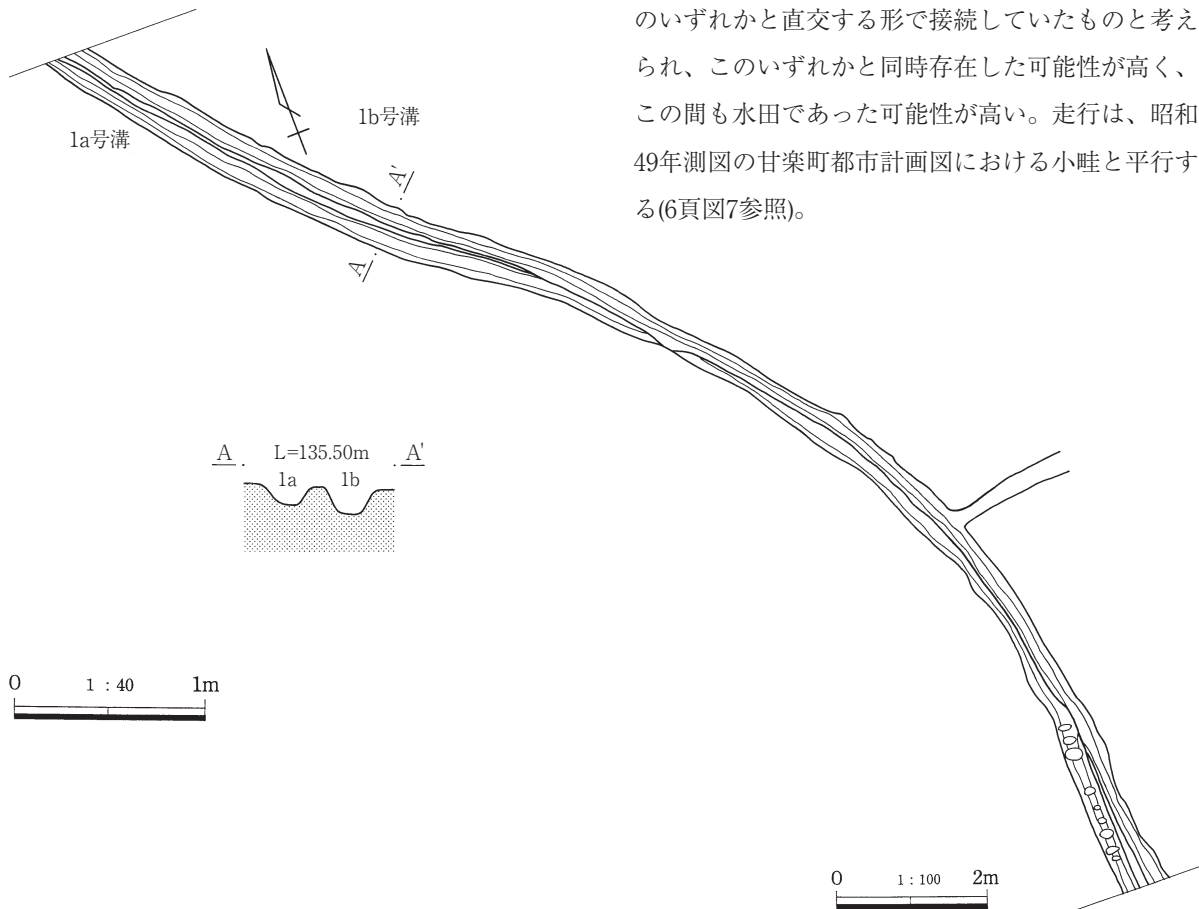 のいずれかと直交する形で接続していたものと考え
られ、このいずれかと同時存在した可能性が高く、
この間も水田であった可能性が高い。走行は、昭和
49年測図の甘楽町都市計画図における小畦と平行す
る(6頁図7参照)。
1b号溝
1a号溝
A'
A
A L=135.50m A'
1a 1b
0 1：40 1m
0 1：100 2m